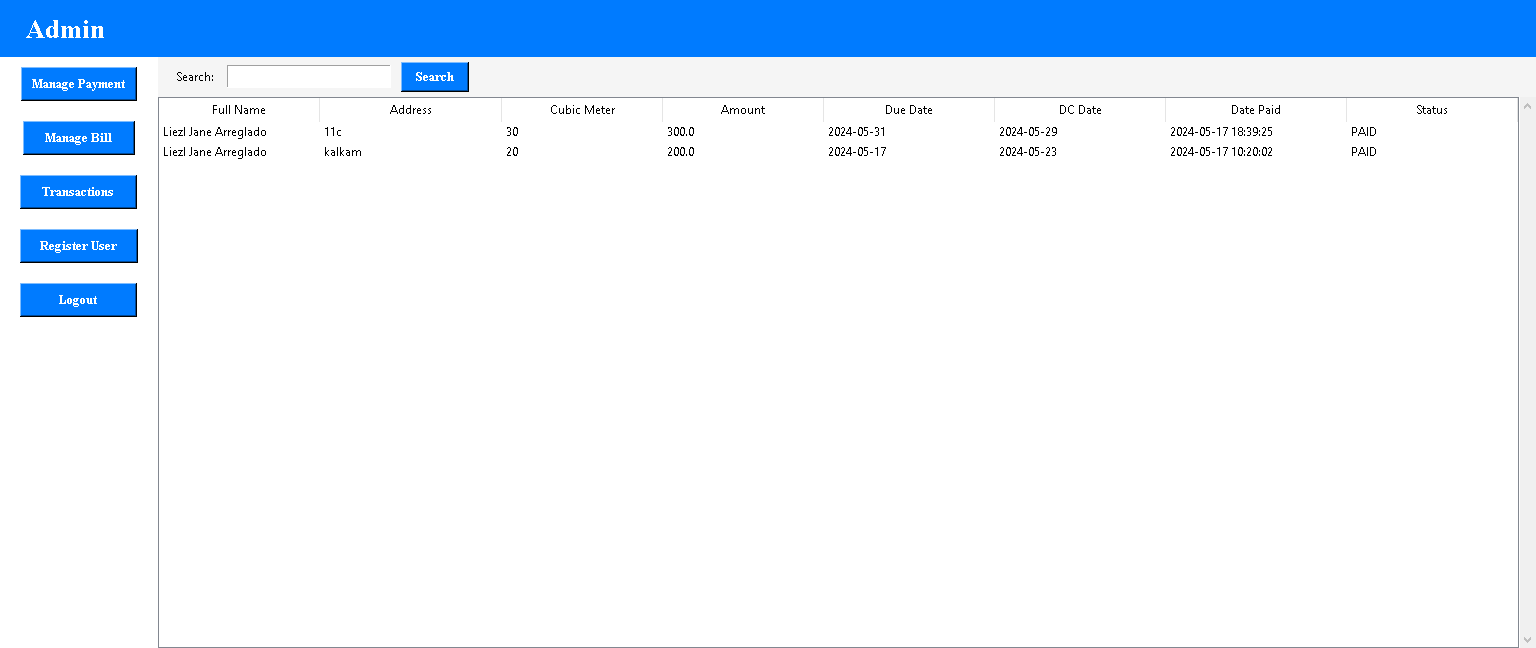 Admin
Manage Payment
Manage Bill
Transactions
Register User
Logout
Search: Search
Full Name Address Cubic Meter Amount Due Date DC Date Date Paid Status
Liezl Jane Arreglado 11c 30 300.0 2024-05-31 2024-05-29 2024-05-17 18:39:25 PAID
Liezl Jane Arreglado kalkam 20 200.0 2024-05-17 2024-05-23 2024-05-17 10:20:02 PAID